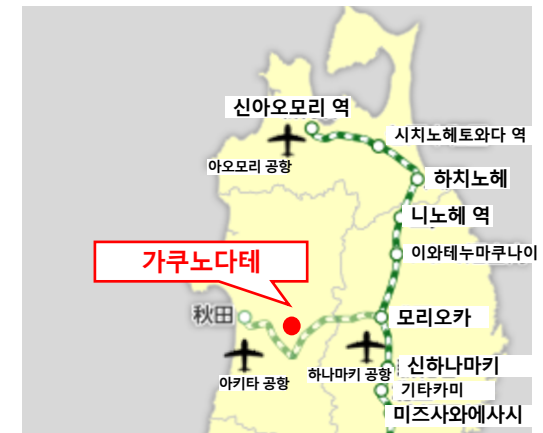 신아오모리 역
시치노헤토와다 역
아오모리 공항
하치노헤
니노헤 역
이와테누마쿠나이
가쿠노다테
秋田
모리오카
하나마키 공항
신하나마키
아키타 공항
기타카미
미즈사와에사시